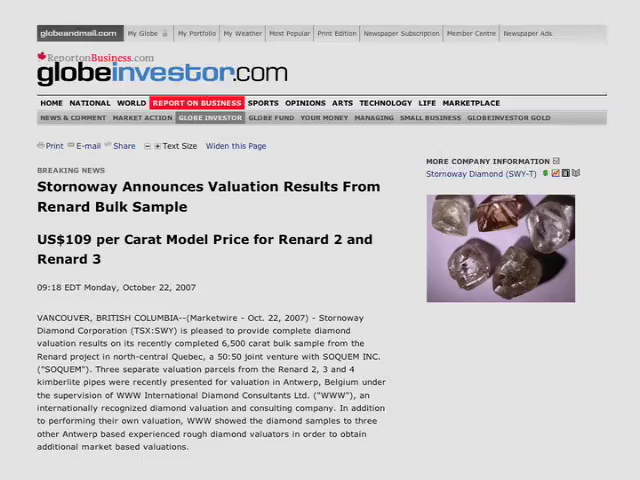 globeandmail.com My Globe My Portfolio My Weather Most Popular Print Edition Newspaper Subscription Member Centre Newspaper Ads
ReportonBusiness.com
globeinvestor.com
HOME NATIONAL WORLD REPORT ON BUSINESS SPORTS OPINIONS ARTS TECHNOLOGY LIFE MARKETPLACE
NEWS & COMMENT MARKET ACTION GLOBE INVESTOR GLOBE FUND YOUR MONEY MANAGING SMALL BUSINESS GLOBEINVESTOR GOLD
Print E-mail Share Text Size Widen this Page
BREAKING NEWS
Stornoway Announces Valuation Results From
Renard Bulk Sample
US$109 per Carat Model Price for Renard 2 and
Renard 3
09:18 EDT Monday, October 22, 2007
VANCOUVER, BRITISH COLUMBIA--(Marketwire - Oct. 22, 2007) - Stornoway
Diamond Corporation (TSX:SWY) is pleased to provide complete diamond
valuation results on its recently completed 6,500 carat bulk sample from the
Renard project in north-central Quebec, a 50:50 joint venture with SOQUEM INC.
("SOQUEM"). Three separate valuation parcels from the Renard 2, 3 and 4
kimberlite pipes were recently presented for valuation in Antwerp, Belgium under
the supervision of WWW International Diamond Consultants Ltd. ("WWW"), an
internationally recognized diamond valuation and consulting company. In addition
to performing their own valuation, WWW showed the diamond samples to three
other Antwerp based experienced rough diamond valuators in order to obtain
additional market based valuations.
MORE COMPANY INFORMATION
Stornoway Diamond (SWY-T)